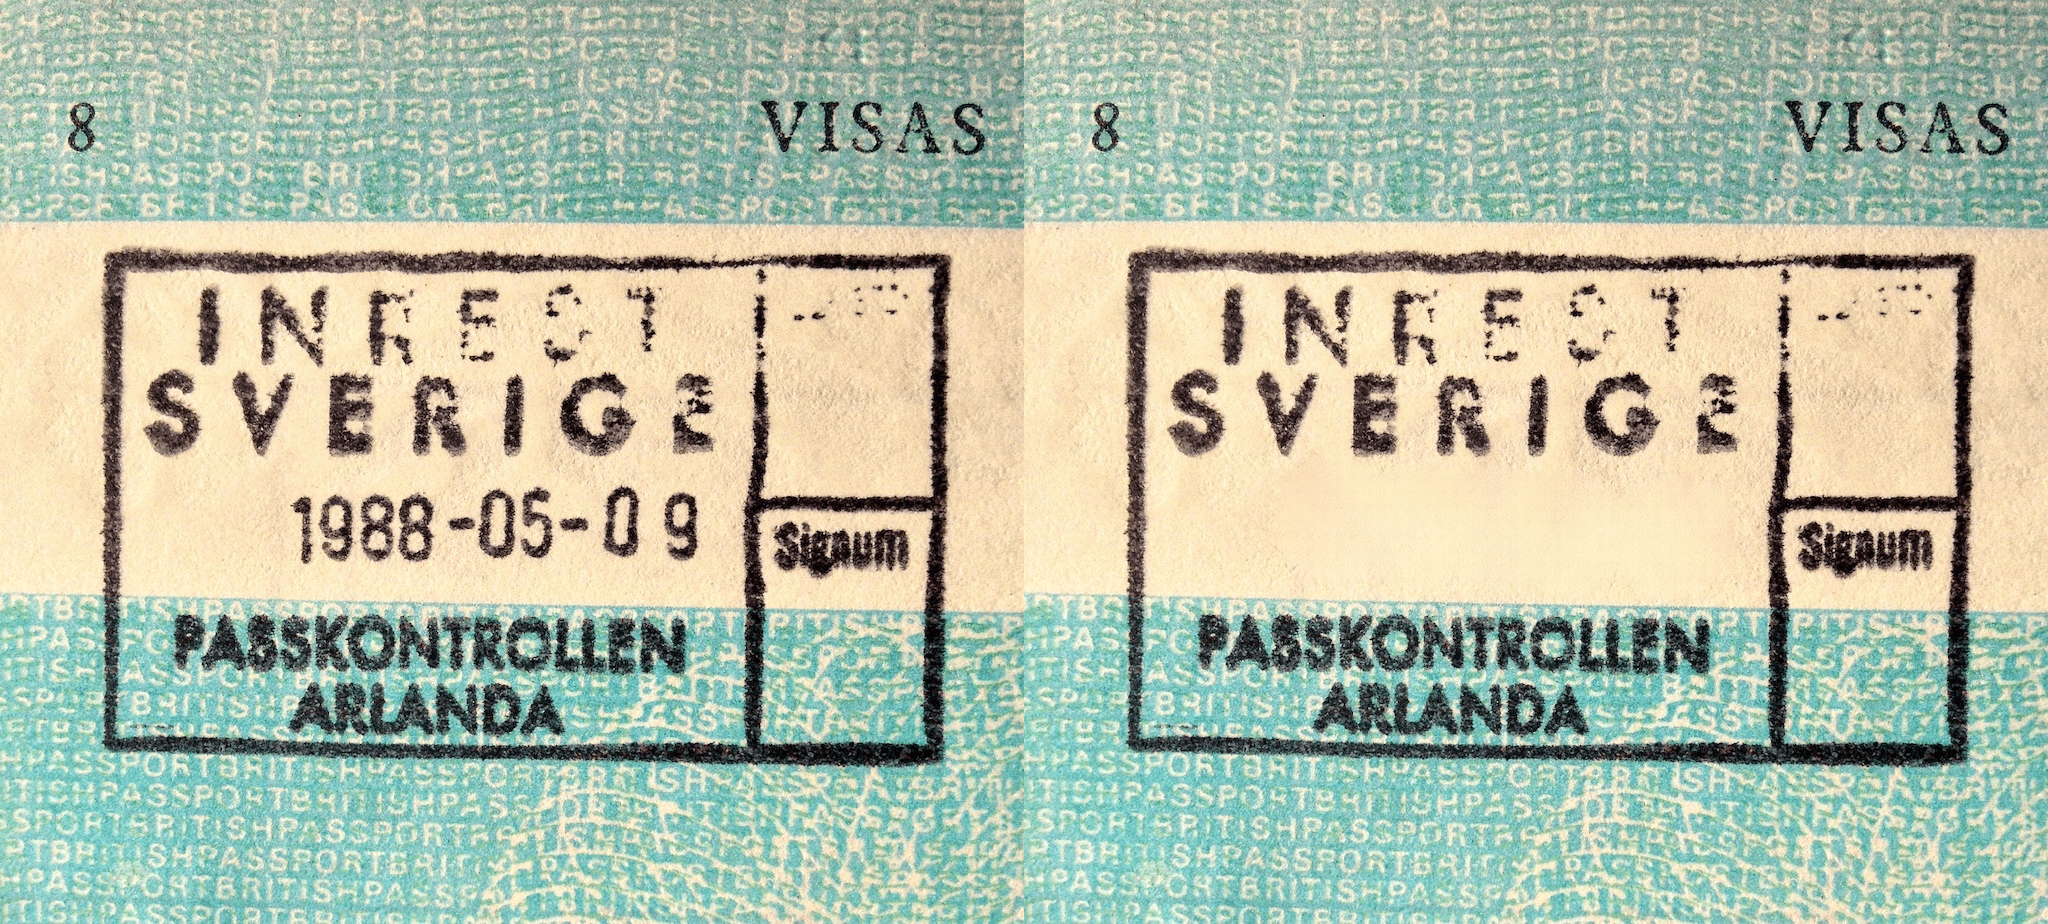 8 VISAS
INREST
SVERIGE
1988-05-09
Signum
PASSKONTROLLEN
ARLANDA
8 VISAS
INREST
SVERIGE
Signum
PASSKONTROLLEN
ARLANDA